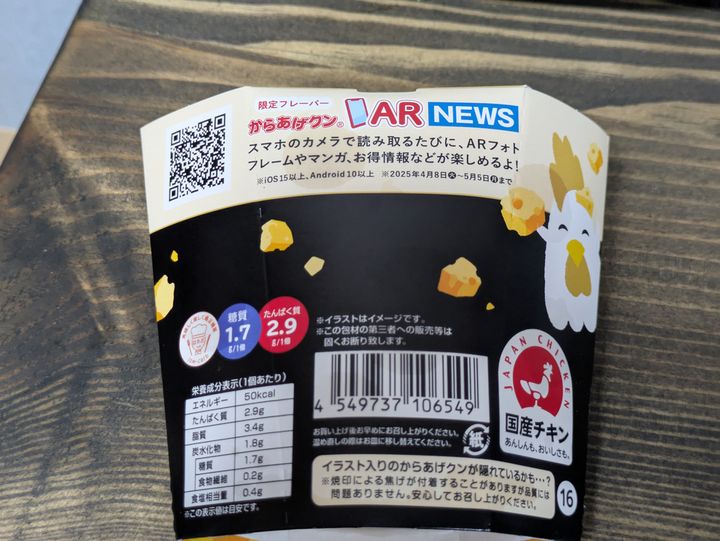 限定フレーバー
からあげクン® AR NEWS
スマホのカメラで読み取るたびに、ARフォト
フレームやマンガ、お得情報などが楽しめるよ!
※iOS15以上、Android10以上 ※2025年4月8日㊋〜5月5日㊊まで
糖質
1.7
g/1個
たんぱく質
2.9
g/1個
※イラストはイメージです。
※この包材の第三者への販売等は
固くお断り致します。
栄養成分表示(1個あたり)
エネルギー 50kcal
たんぱく質 2.9g
脂質 3.4g
炭水化物 1.8g
糖質 1.7g
食物繊維 0.2g
食塩相当量 0.4g
※この表示値は目安です。
4 549737 106549
お買い上げ後お早めにお召し上がりください。
温め直しの際はお皿に移し替えてください。
紙
JAPAN CHICKEN
国産チキン
あんしんも、おいしさも。
イラスト入りのからあげクンが隠れているかも…?
※焼印による焦げが付着することがありますが品質には
問題ありません。安心してお召し上がりください。
16